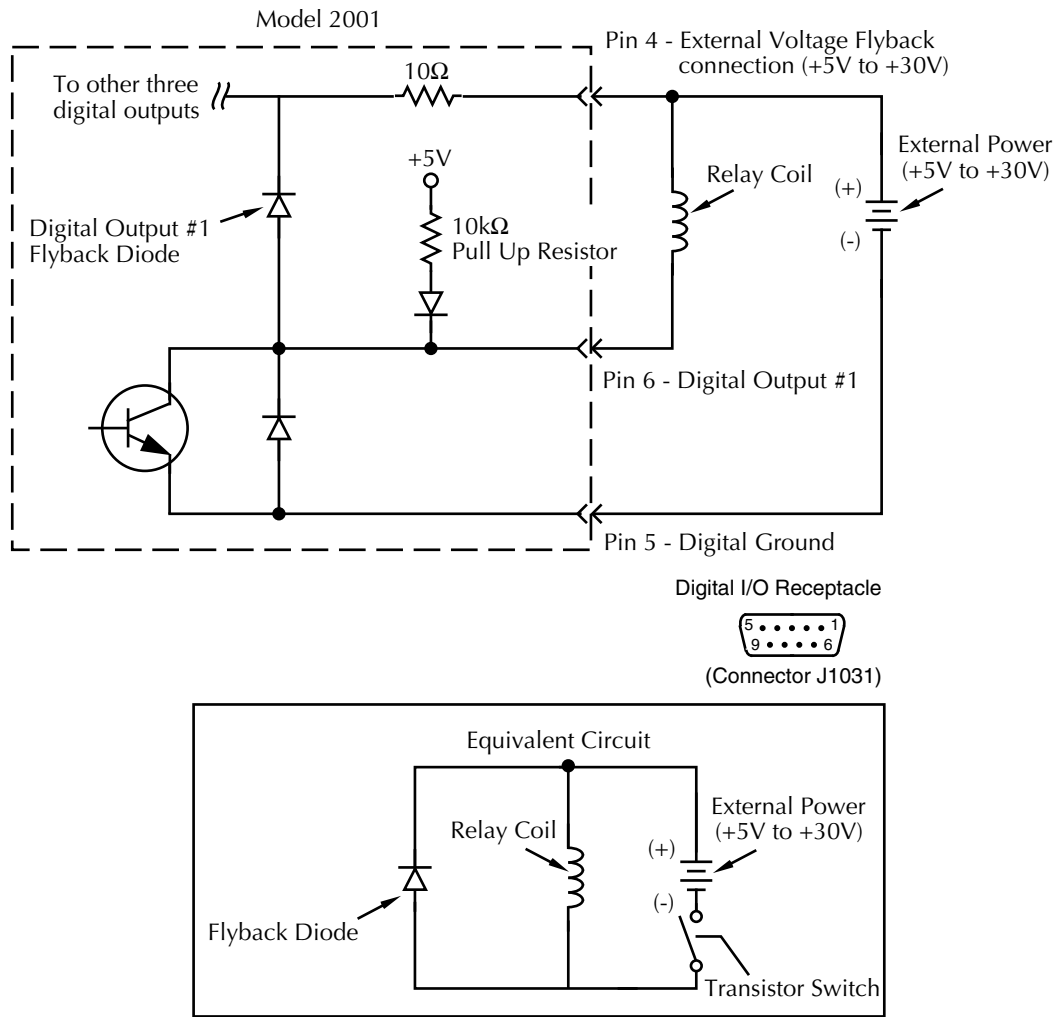 Model 2001
Pin 4 - External Voltage Flyback
connection (+5V to +30V)
10Ω
To other three
digital outputs
+5V
External Power
(+5V to +30V)
Relay Coil
(+)
(-)
Digital Output #1
Flyback Diode
10kΩ
Pull Up Resistor
Pin 6 - Digital Output #1
Pin 5 - Digital Ground
Digital I/O Receptacle
5 1
9 6
(Connector J1031)
Equivalent Circuit
External Power
(+5V to +30V)
Relay Coil
(+)
(-)
Flyback Diode
Transistor Switch